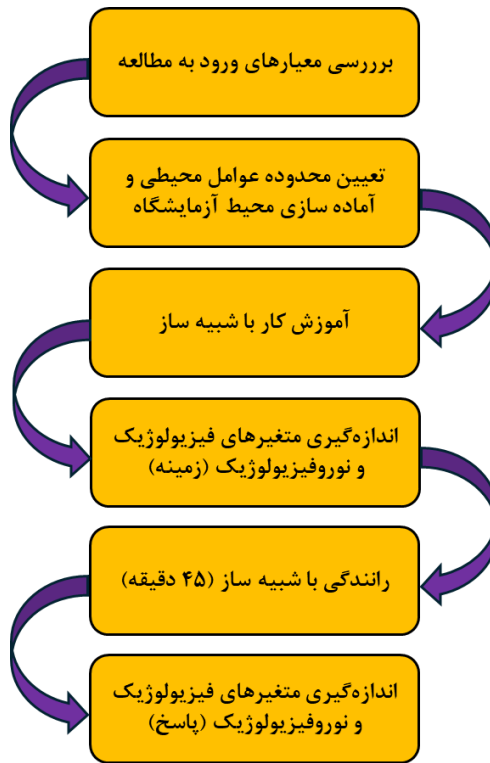 برررسی معیارهای ورود به مطالعه
تعیین محدوده عوامل محیطی و
آماده سازی محیط آزمایشگاه
آموزش کار با شبیه ساز
اندازه‌گیری متغیرهای فیزیولوژیک
و نوروفیزیولوژیک (زمینه)
رانندگی با شبیه ساز (۴۵ دقیقه)
اندازه‌گیری متغیرهای فیزیولوژیک
و نوروفیزیولوژیک (پاسخ)